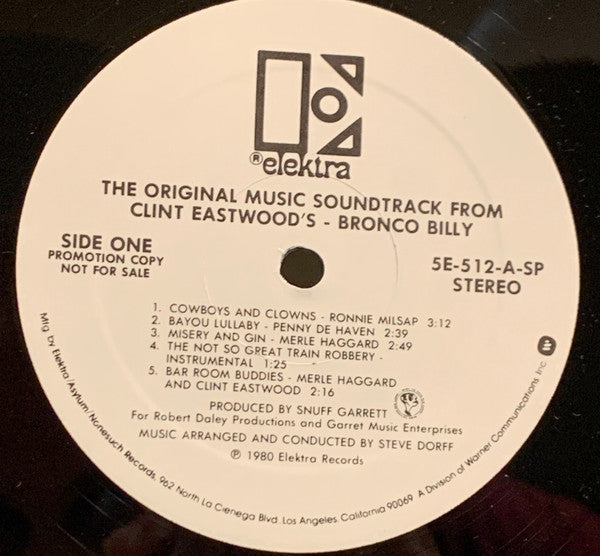 ® elektra
THE ORIGINAL MUSIC SOUNDTRACK FROM
CLINT EASTWOOD'S - BRONCO BILLY
SIDE ONE
PROMOTION COPY
NOT FOR SALE
5E-512-A-SP
STEREO
1. COWBOYS AND CLOWNS - RONNIE MILSAP 3:12
2. BAYOU LULLABY - PENNY DE HAVEN 2:39
3. MISERY AND GIN - MERLE HAGGARD 2:49
4. THE NOT SO GREAT TRAIN ROBBERY -
INSTRUMENTAL 1:25
5. BAR ROOM BUDDIES - MERLE HAGGARD
AND CLINT EASTWOOD 2:16
PRODUCED BY SNUFF GARRETT
For Robert Daley Productions and Garret Music Enterprises
MUSIC ARRANGED AND CONDUCTED BY STEVE DORFF
℗ 1980 Elektra Records
Mfg by Elektra/Asylum/Nonesuch Records, 962 North La Cienega Blvd. Los Angeles, California 90069 A Division of Warner Communications Inc